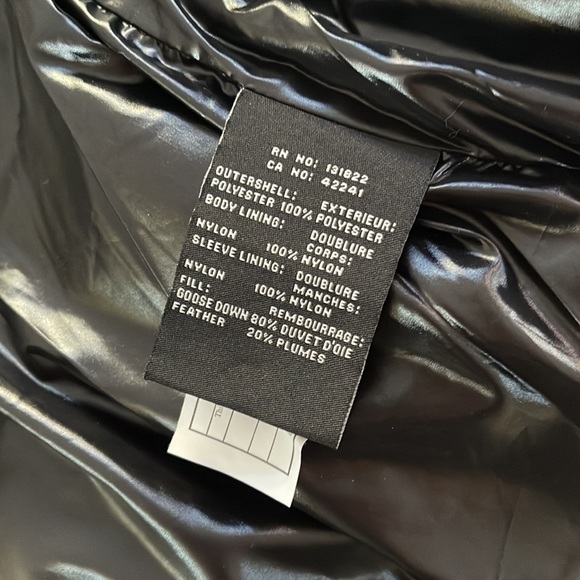 RN NO: 131822
CA NO: 42241
OUTERSHELL: EXTERIEUR:
POLYESTER 100% POLYESTER
BODY LINING: DOUBLURE
CORPS:
NYLON 100% NYLON
SLEEVE LINING: DOUBLURE
MANCHES:
NYLON 100% NYLON
FILL: REMBOURRAGE:
GOOSE DOWN 80% DUVET D'OIE
FEATHER 20% PLUMES